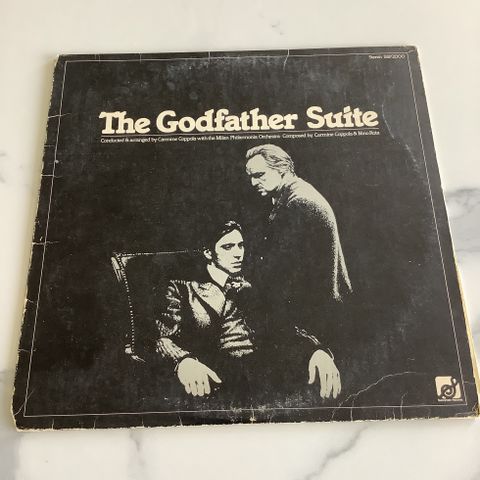 Stereo
The Godfather Suite
Conducted & arranged by Carmine Coppola with the Milan Philharmonia Orchestra · Composed by Carmine Coppola & Nino Rota